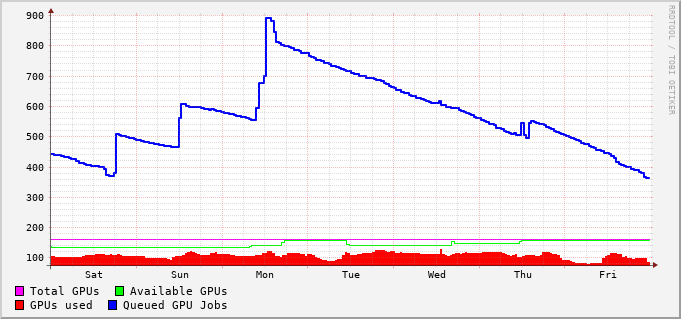 900
800
700
600
500
400
300
200
100
Sat Sun Mon Tue Wed Thu Fri
Total GPUs Available GPUs
GPUs used Queued GPU Jobs
RRDTOOL / TOBI OETIKER